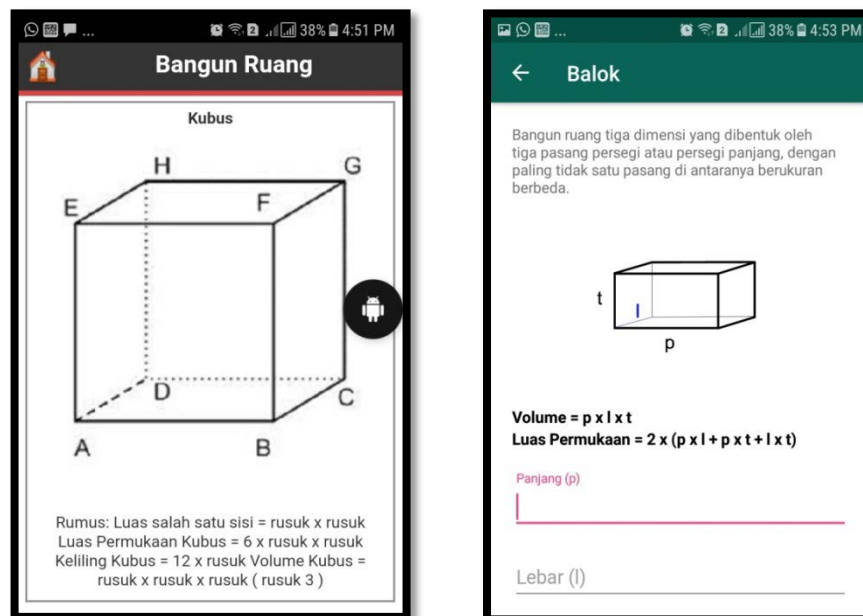 ... 2 38% 4:51 PM
Bangun Ruang
Kubus
H G
E F
D C
A B
Rumus: Luas salah satu sisi = rusuk x rusuk
Luas Permukaan Kubus = 6 x rusuk x rusuk
Keliling Kubus = 12 x rusuk Volume Kubus =
rusuk x rusuk x rusuk ( rusuk 3 )
... 2 38% 4:53 PM
Balok
Bangun ruang tiga dimensi yang dibentuk oleh
tiga pasang persegi atau persegi panjang, dengan
paling tidak satu pasang di antaranya berukuran
berbeda.
t l
p
Volume = p x l x t
Luas Permukaan = 2 x (p x l + p x t + l x t)
Panjang (p)
Lebar (l)